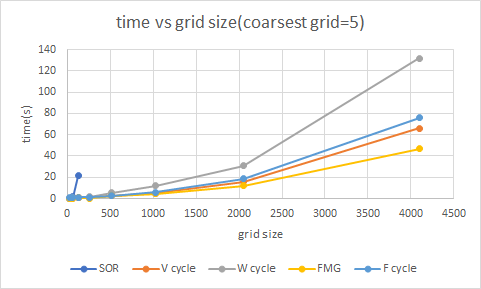 time vs grid size(coarsest grid=5)
140
120
100
80
60
40
20
0
time(s)
0 500 1000 1500 2000 2500 3000 3500 4000 4500
grid size
SOR V cycle W cycle FMG F cycle